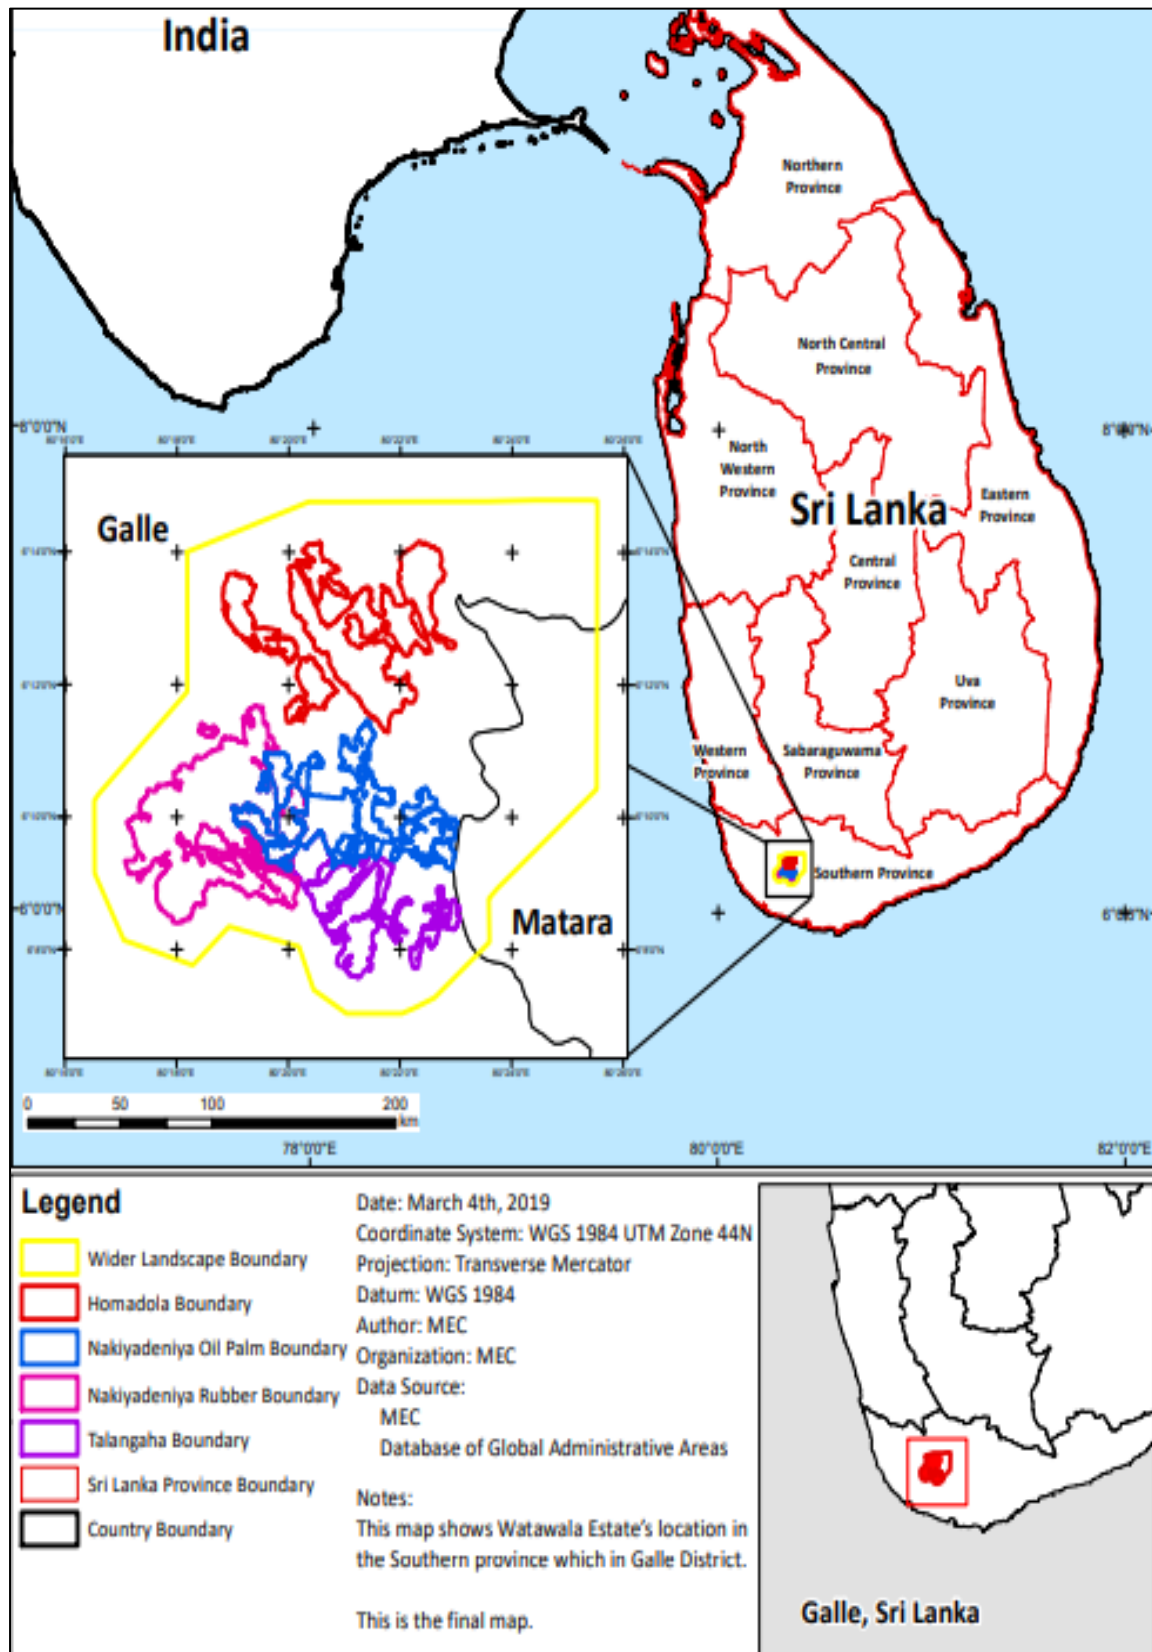 India
Northern
Province
North Central
Province
8°0'0"N
North
Western
Province
Sri Lanka
Eastern
Province
Central
Province
Galle
Uva
Province
Western
Province
Sabaraguwama
Province
Southern Province
Matara
6°0'0"N
0 50 100 200
km
78°0'0"E 80°0'0"E 82°0'0"E
Legend
Wider Landscape Boundary
Homadola Boundary
Nakiyadeniya Oil Palm Boundary
Nakiyadeniya Rubber Boundary
Talangaha Boundary
Sri Lanka Province Boundary
Country Boundary
Date: March 4th, 2019
Coordinate System: WGS 1984 UTM Zone 44N
Projection: Transverse Mercator
Datum: WGS 1984
Author: MEC
Organization: MEC
Data Source:
MEC
Database of Global Administrative Areas
Notes:
This map shows Watawala Estate's location in
the Southern province which in Galle District.
This is the final map.
Galle, Sri Lanka